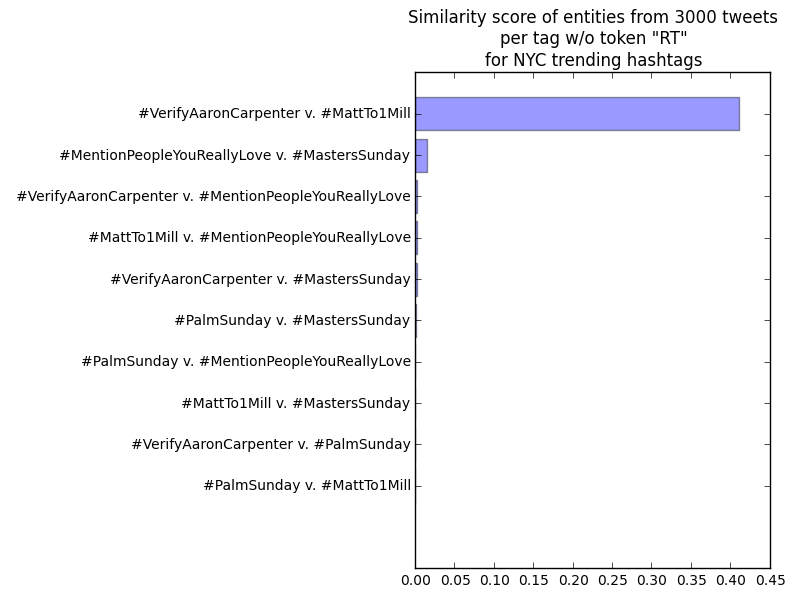 Similarity score of entities from 3000 tweets
per tag w/o token "RT"
for NYC trending hashtags
#VerifyAaronCarpenter v. #MattTo1Mill
#MentionPeopleYouReallyLove v. #MastersSunday
#VerifyAaronCarpenter v. #MentionPeopleYouReallyLove
#MattTo1Mill v. #MentionPeopleYouReallyLove
#VerifyAaronCarpenter v. #MastersSunday
#PalmSunday v. #MastersSunday
#PalmSunday v. #MentionPeopleYouReallyLove
#MattTo1Mill v. #MastersSunday
#VerifyAaronCarpenter v. #PalmSunday
#PalmSunday v. #MattTo1Mill
0.00 0.05 0.10 0.15 0.20 0.25 0.30 0.35 0.40 0.45